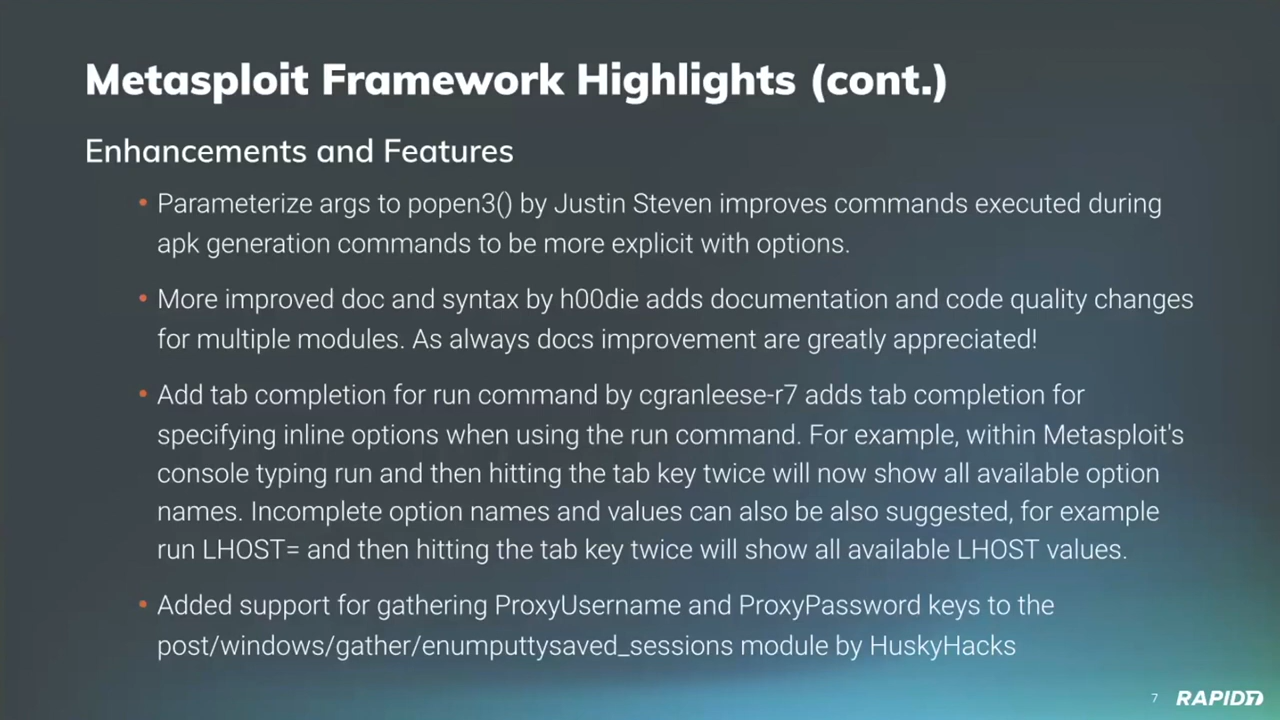 Metasploit Framework Highlights (cont.)
Enhancements and Features
• Parameterize args to popen3() by Justin Steven improves commands executed during
apk generation commands to be more explicit with options.
• More improved doc and syntax by h00die adds documentation and code quality changes
for multiple modules. As always docs improvement are greatly appreciated!
• Add tab completion for run command by cgranleese-r7 adds tab completion for
specifying inline options when using the run command. For example, within Metasploit's
console typing run and then hitting the tab key twice will now show all available option
names. Incomplete option names and values can also be also suggested, for example
run LHOST= and then hitting the tab key twice will show all available LHOST values.
• Added support for gathering ProxyUsername and ProxyPassword keys to the
post/windows/gather/enumputtysaved_sessions module by HuskyHacks
7 RAPID7